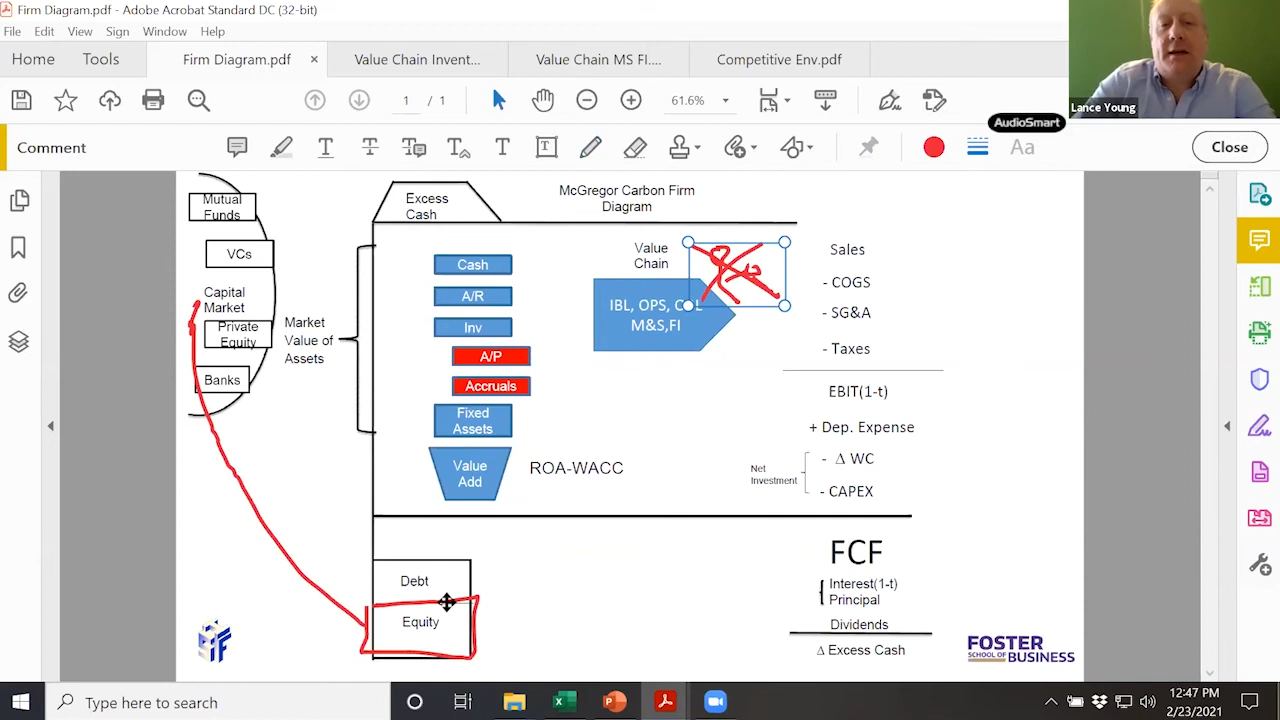 Firm Diagram.pdf - Adobe Acrobat Standard DC (32-bit)
File Edit View Sign Window Help
Home Tools Firm Diagram.pdf × Value Chain Invent... Value Chain MS FI.... Competitive Env.pdf
1 / 1 61.6%
Lance Young
AudioSmart
Comment Aa Close
McGregor Carbon Firm
Diagram
Excess
Cash
Mutual
Funds
VCs
Capital
Market
Private
Equity
Banks
Market
Value of
Assets
Cash
A/R
Inv
A/P
Accruals
Fixed
Assets
Value
Add
ROA-WACC
Value
Chain
IBL, OPS,
M&S,FI
Sales
- COGS
- SG&A
- Taxes
EBIT(1-t)
+ Dep. Expense
Net
Investment
- Δ WC
- CAPEX
Debt
Equity
FCF
Interest(1-t)
Principal
Dividends
Δ Excess Cash
FOSTER
SCHOOL OF BUSINESS
Type here to search
12:47 PM
2/23/2021